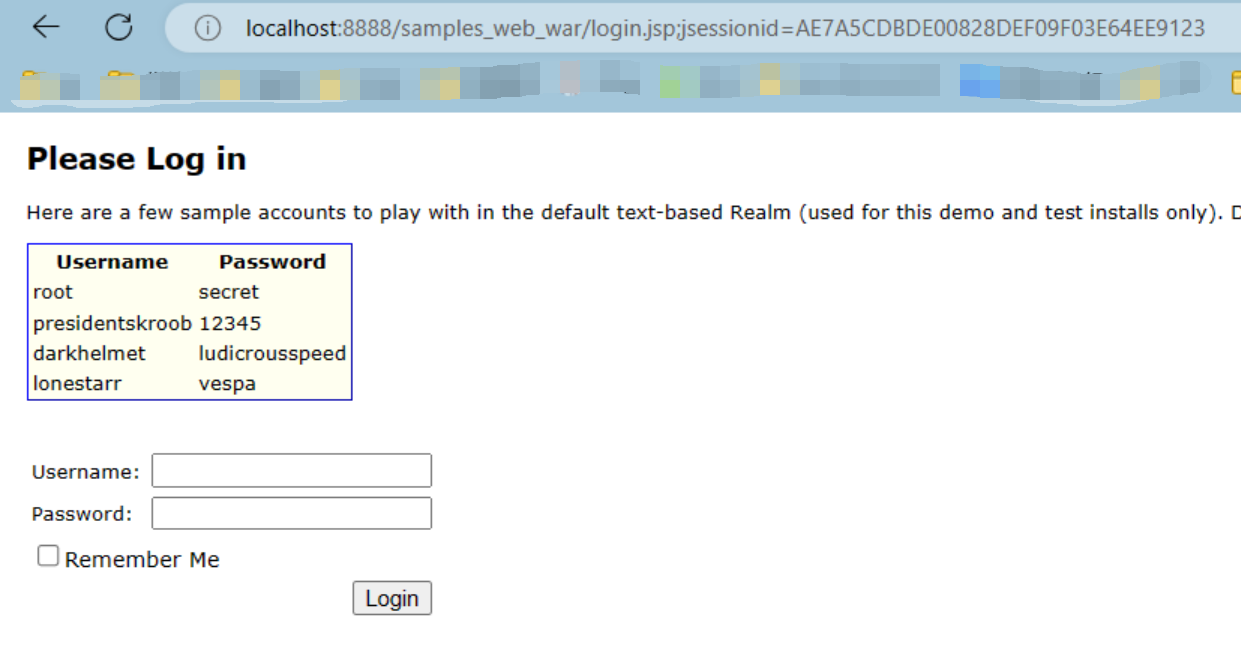 localhost:8888/samples_web_war/login.jsp;jsessionid=AE7A5CDBDE00828DEF09F03E64EE9123
Please Log in
Here are a few sample accounts to play with in the default text-based Realm (used for this demo and test installs only). D
Username Password
root secret
presidentskroob 12345
darkhelmet ludicrousspeed
lonestarr vespa
Username:
Password:
Remember Me
Login